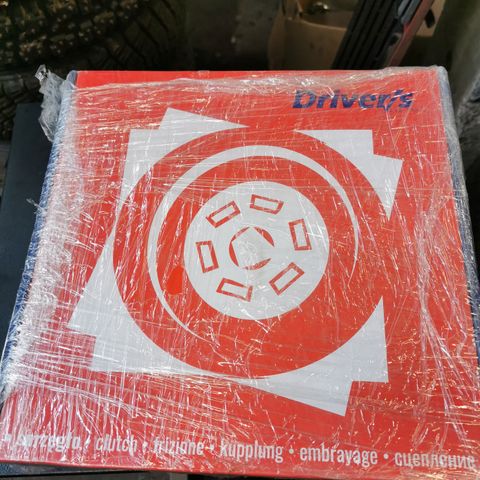 Driver/s
sprzęgło • clutch • frizione • kupplung • embrayage • сцепление